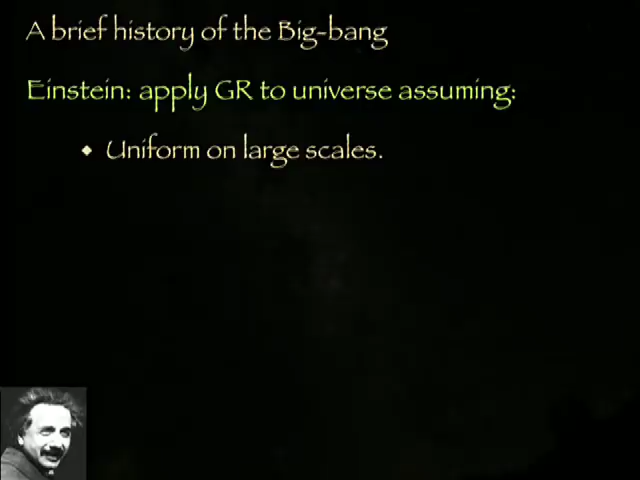 A brief history of the Big-bang
Einstein: apply GR to universe assuming:
Uniform on large scales.